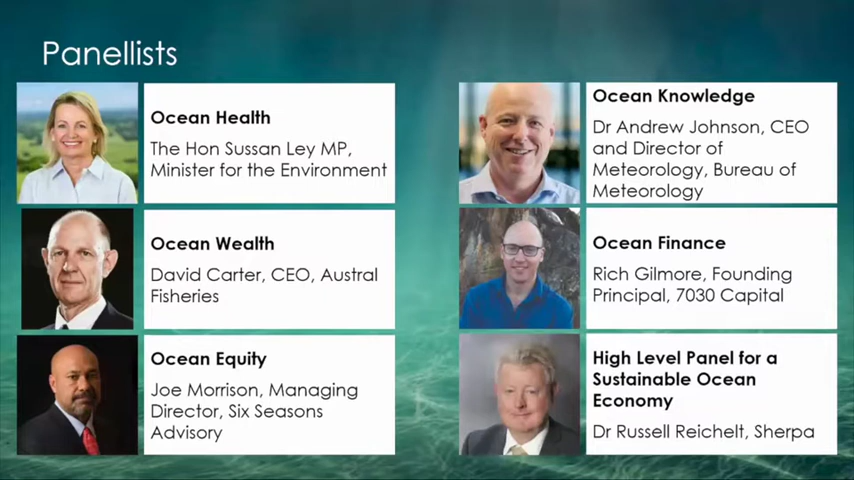 Panellists
Ocean Health
The Hon Sussan Ley MP,
Minister for the Environment
Ocean Wealth
David Carter, CEO, Austral
Fisheries
Ocean Equity
Joe Morrison, Managing
Director, Six Seasons
Advisory
Ocean Knowledge
Dr Andrew Johnson, CEO
and Director of
Meteorology, Bureau of
Meteorology
Ocean Finance
Rich Gilmore, Founding
Principal, 7030 Capital
High Level Panel for a
Sustainable Ocean
Economy
Dr Russell Reichelt, Sherpa